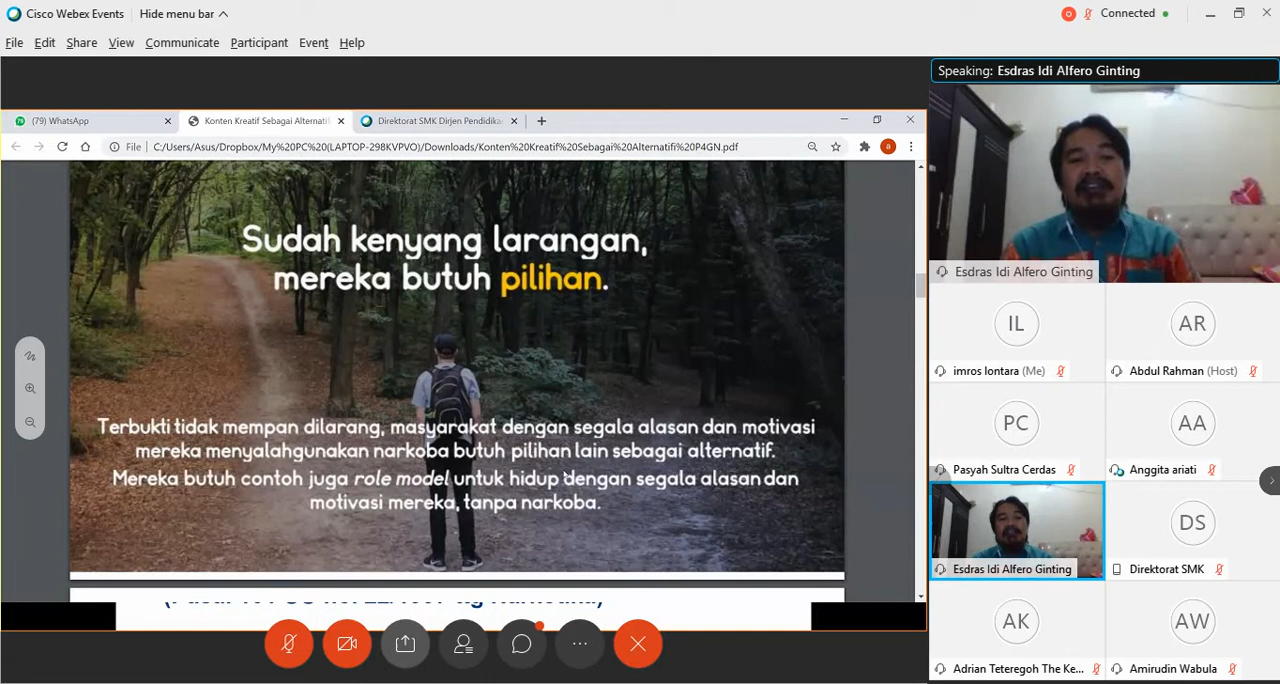 Cisco Webex Events
Hide menu bar
Connected
File Edit Share View Communicate Participant Event Help
Speaking: Esdras Idi Alfero Ginting
(79) WhatsApp
Konten Kreatif Sebagai Alternatif
Direktorat SMK Dirjen Pendidika
File
C:/Users/Asus/Dropbox/My%20PC%20(LAPTOP-298KVPVO)/Downloads/Konten%20Kreatif%20Sebagai%20Alternatifi%20P4GN.pdf
a
Sudah kenyang larangan,
mereka butuh pilihan.
Terbukti tidak mempan dilarang, masyarakat dengan segala alasan dan motivasi
mereka menyalahgunakan narkoba butuh pilihan lain sebagai alternatif.
Mereka butuh contoh juga role model untuk hidup dengan segala alasan dan
motivasi mereka, tanpa narkoba.
Esdras Idi Alfero Ginting
IL
imros lontara (Me)
AR
Abdul Rahman (Host)
PC
Pasyah Sultra Cerdas
AA
Anggita ariati
Esdras Idi Alfero Ginting
DS
Direktorat SMK
AK
Adrian Teteregoh The Ke...
AW
Amirudin Wabula